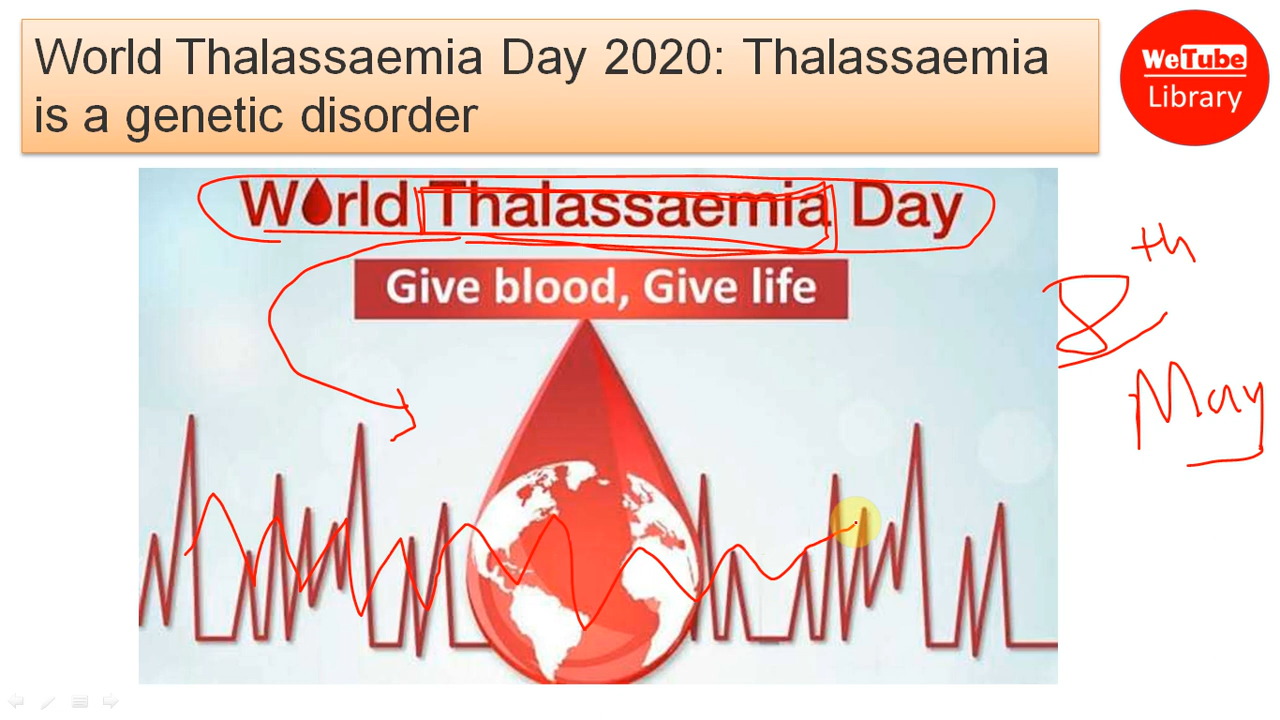 World Thalassaemia Day 2020: Thalassaemia
is a genetic disorder
WeTube
Library
World Thalassaemia Day
Give blood, Give life
8th
May